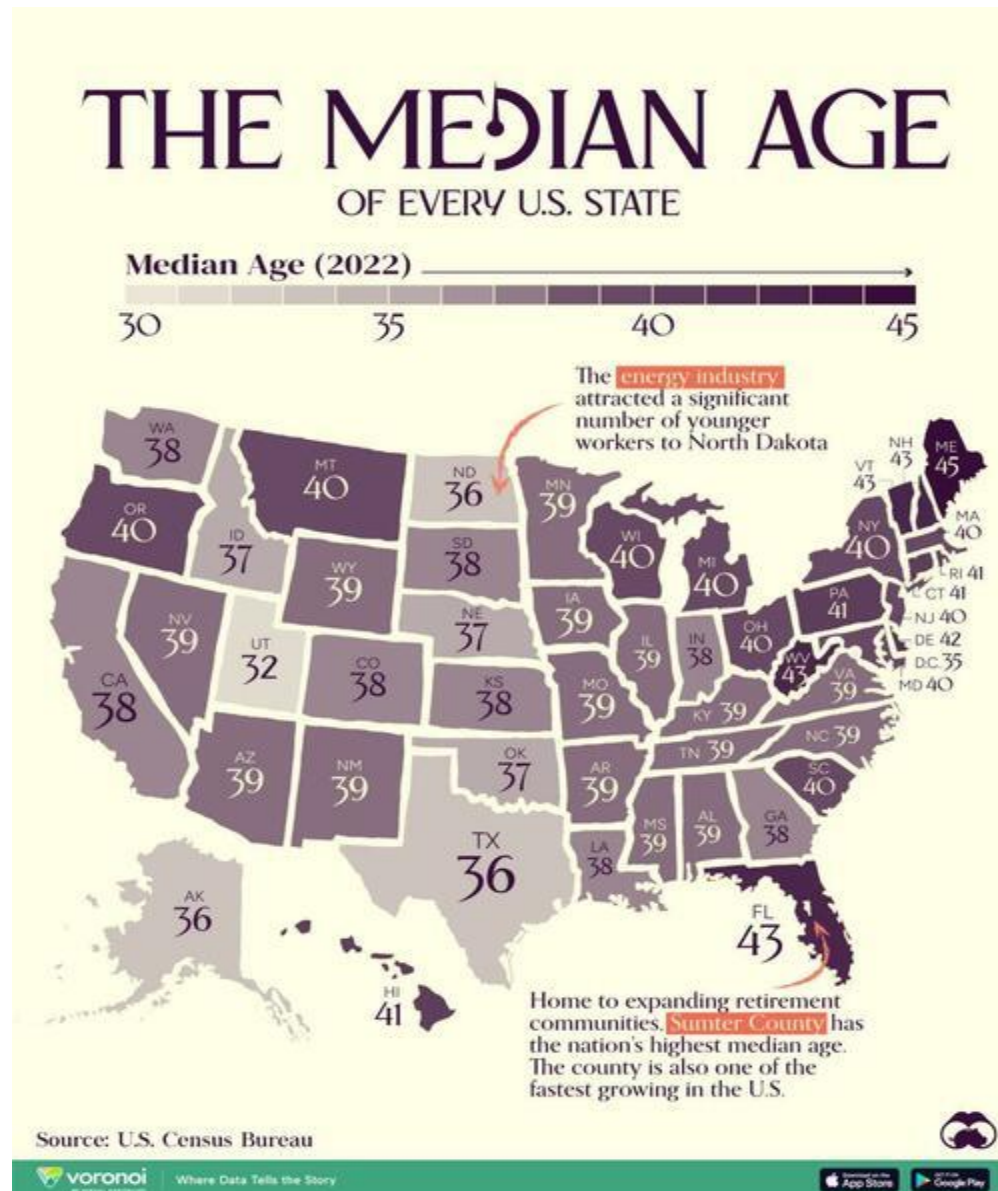 THE MEDIAN AGE
OF EVERY U.S. STATE
Median Age (2022)
30
35
40
45
The energy industry
attracted a significant
number of younger
workers to North Dakota
WA
38
MT
40
ND
36
MN
39
NH
43
ME
45
VT
43
OR
40
ID
37
WY
39
SD
38
WI
40
MI
40
NY
40
MA
40
RI 41
CT 41
NJ 40
DE 42
D.C. 35
MD 40
NV
39
UT
32
CO
38
NE
37
IA
39
IL
39
IN
38
OH
40
PA
41
WV
43
VA
39
CA
38
KS
38
MO
39
KY 39
AZ
39
NM
39
OK
37
AR
39
TN 39
NC 39
SC
40
TX
36
LA
38
MS
39
AL
39
GA
38
AK
36
HI
41
FL
43
Home to expanding retirement
communities, Sumter County has
the nation's highest median age.
The county is also one of the
fastest growing in the U.S.
Source: U.S. Census Bureau
voronoi
Where Data Tells the Story
App Store
Google Play